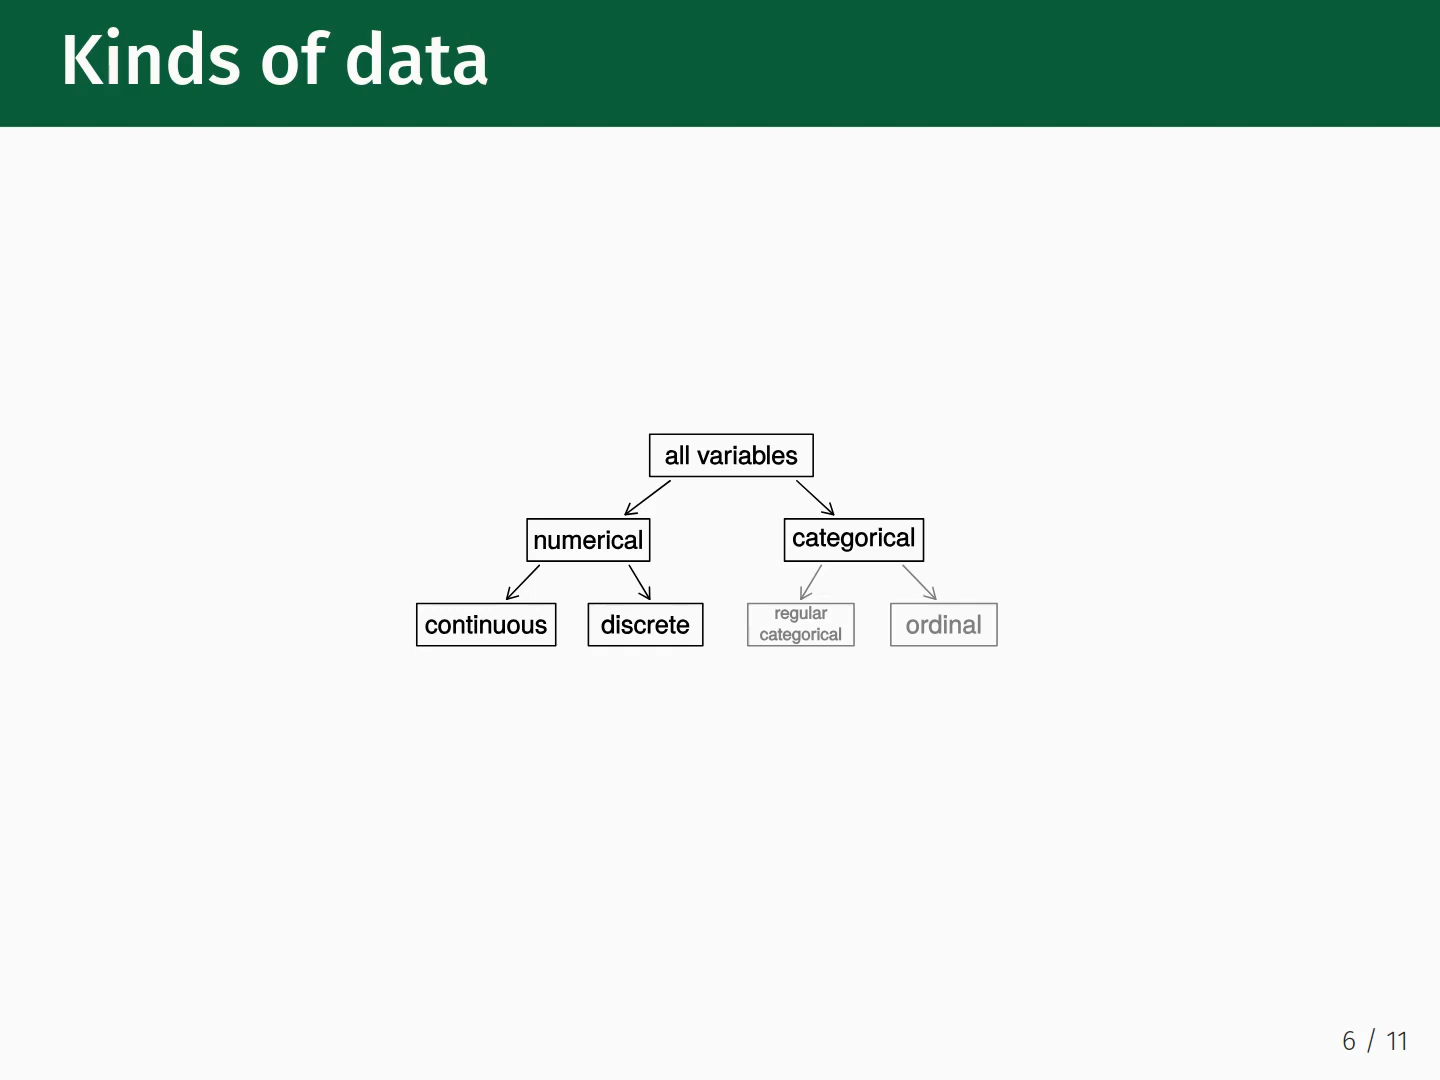 Kinds of data
all variables
numerical
categorical
continuous
discrete
regular
categorical
ordinal
6 / 11